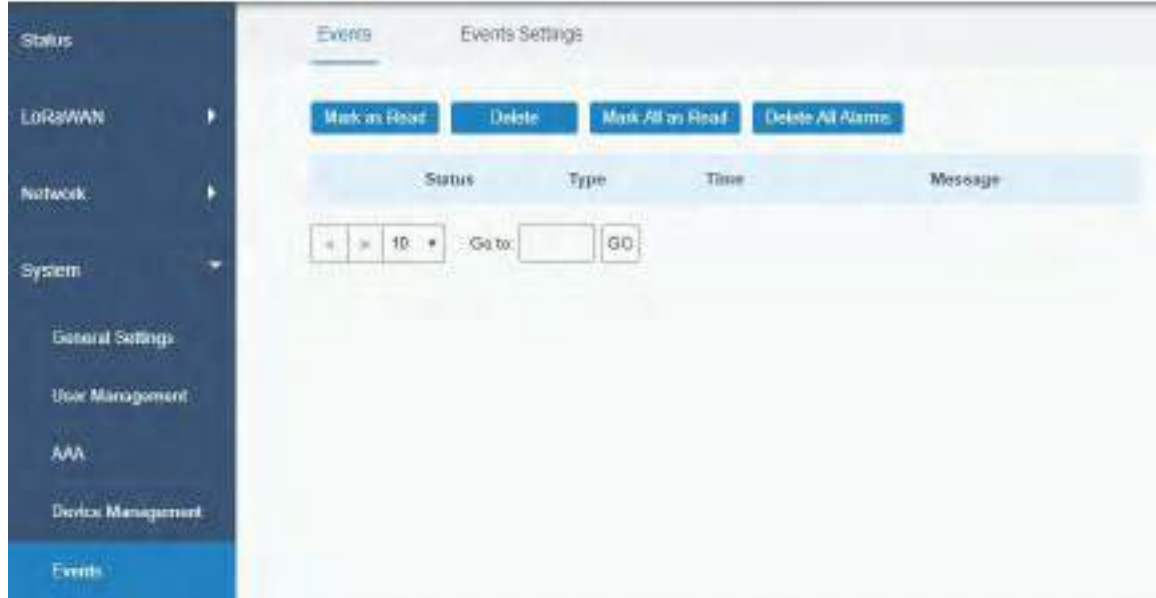 Status
LoRaWAN
Network
System
General Settings
User Management
AAA
Device Management
Events
Events Events Settings
Mark as Read Delete Mark All as Read Delete All Alarms
Status Type Time Message
< > 10 Go to: GO